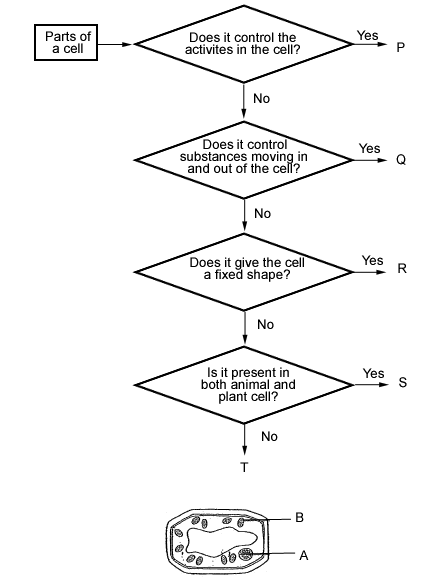 Parts of
a cell
Does it control the
activites in the cell?
Yes
P
No
Does it control
substances moving in
and out of the cell?
Yes
Q
No
Does it give the cell
a fixed shape?
Yes
R
No
Is it present in
both animal and
plant cell?
Yes
S
No
T
B
A